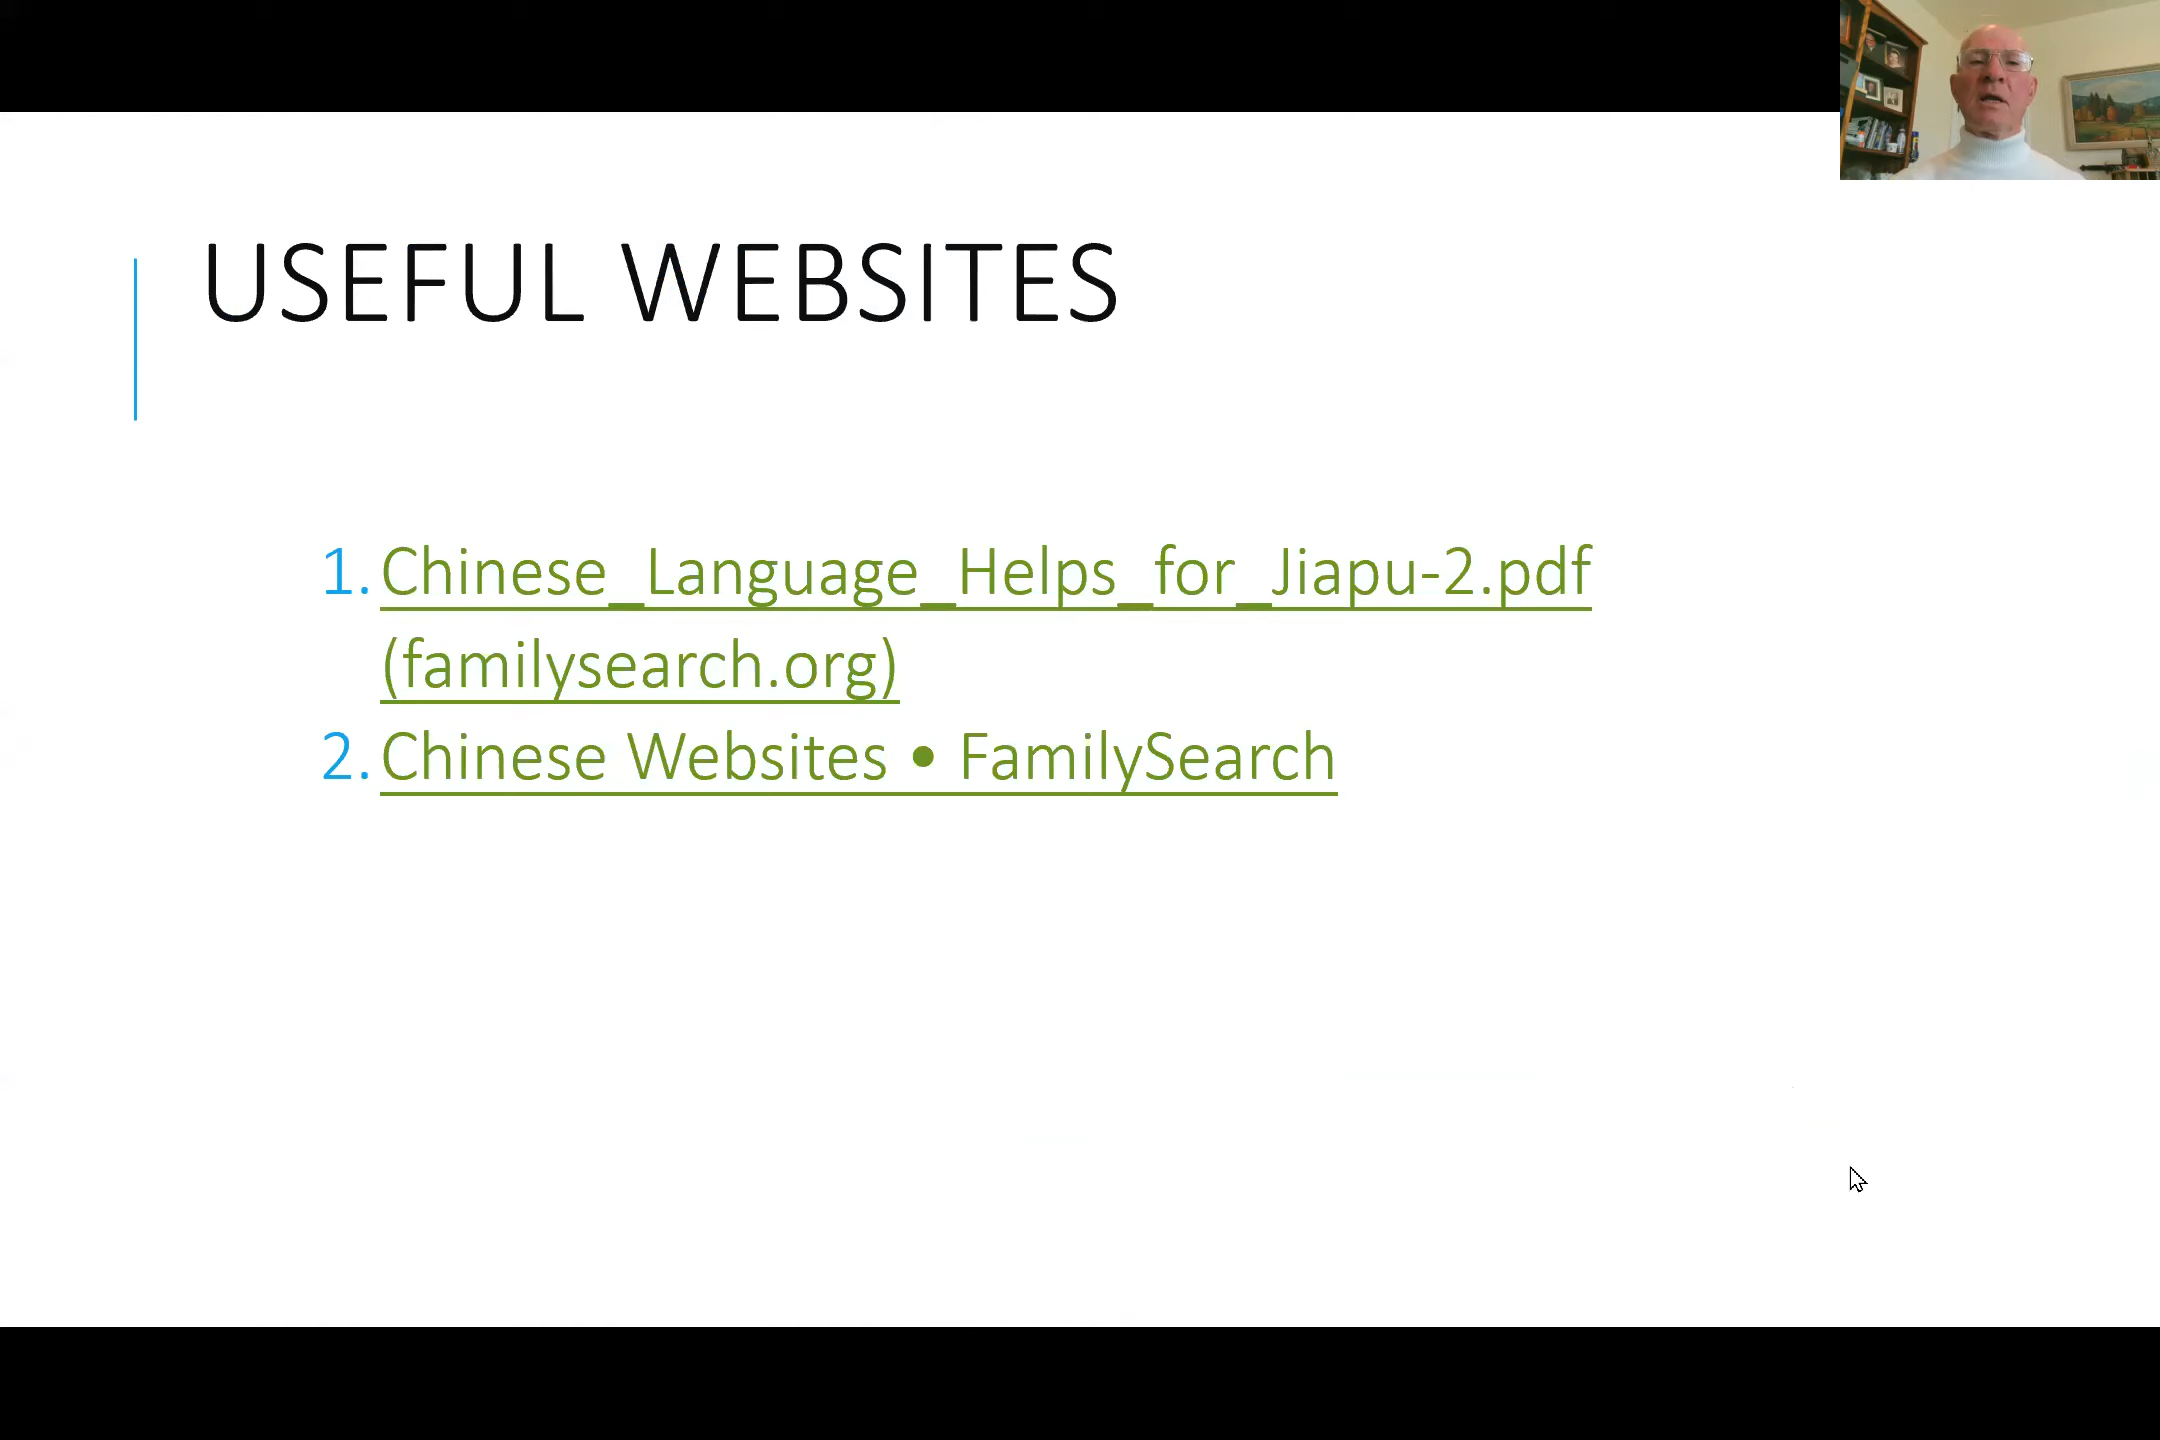 USEFUL WEBSITES
1. Chinese_Language_Helps_for_Jiapu-2.pdf
(familysearch.org)
2. Chinese Websites • FamilySearch